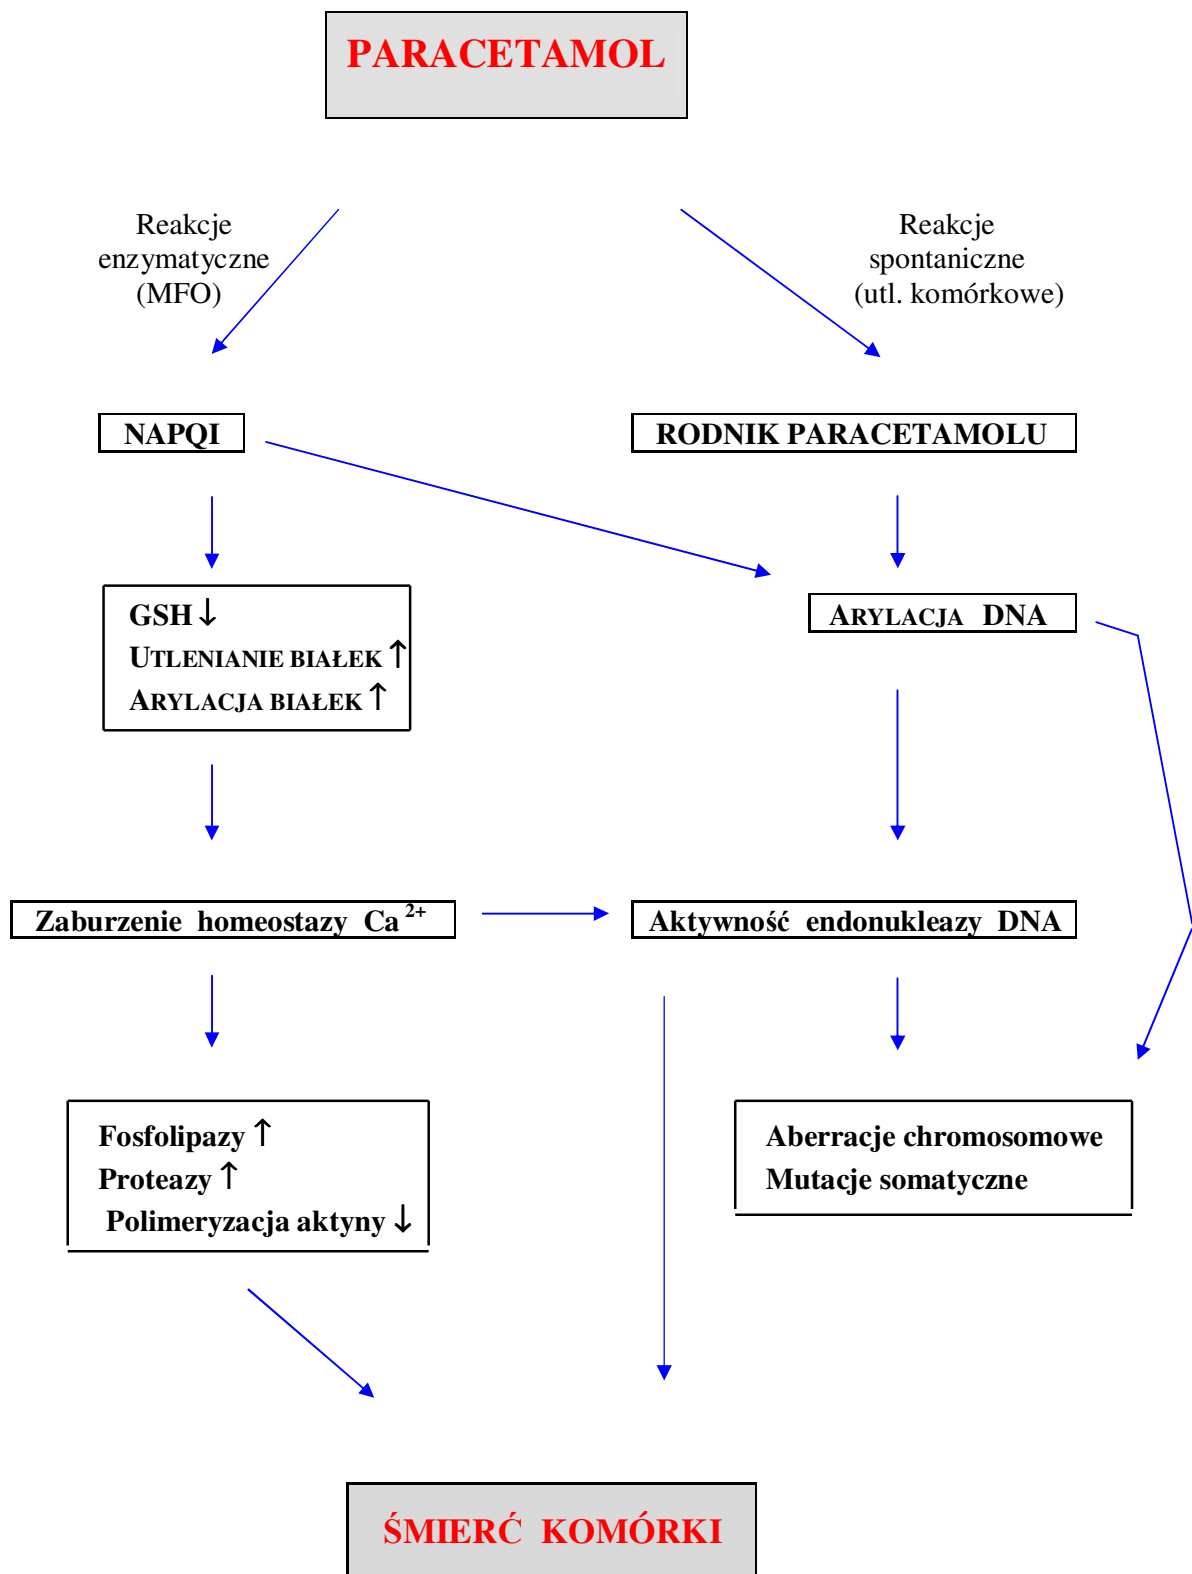 PARACETAMOL
Reakcje
enzymatyczne
(MFO)
Reakcje
spontaniczne
(utl. komórkowe)
NAPQI
RODNIK PARACETAMOLU
GSH ↓
UTLENIANIE BIAŁEK ↑
ARYLACJA BIAŁEK ↑
ARYLACJA DNA
Zaburzenie homeostazy Ca2+
Aktywność endonukleazy DNA
Fosfolipazy ↑
Proteazy ↑
Polimeryzacja aktyny ↓
Aberracje chromosomowe
Mutacje somatyczne
ŚMIERĆ KOMÓRKI